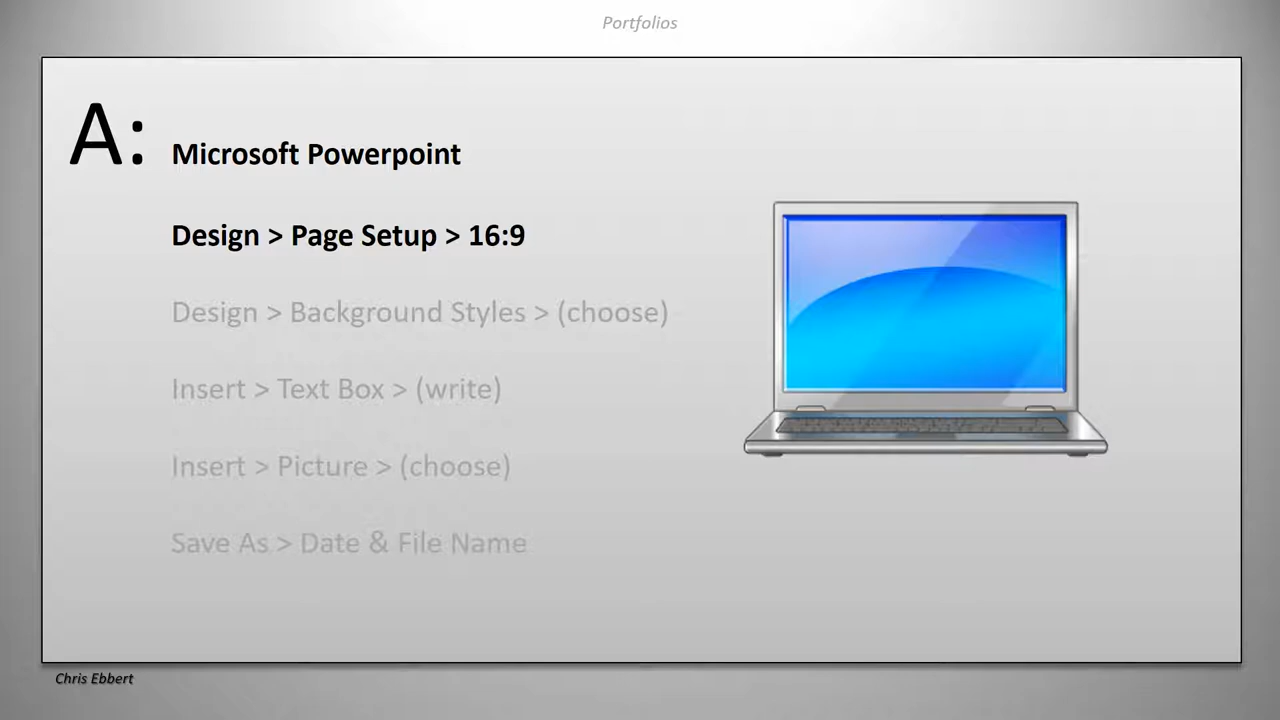 Portfolios
A: Microsoft Powerpoint
Design > Page Setup > 16:9
Design > Background Styles > (choose)
Insert > Text Box > (write)
Insert > Picture > (choose)
Save As > Date & File Name
Chris Ebbert